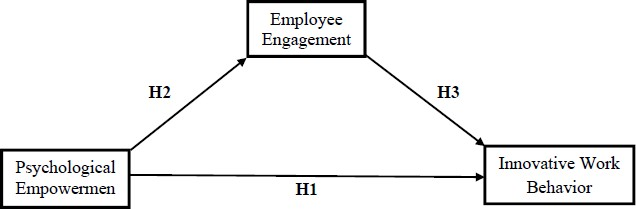 Employee
Engagement
H2
H3
Psychological
Empowermen
H1
Innovative Work
Behavior